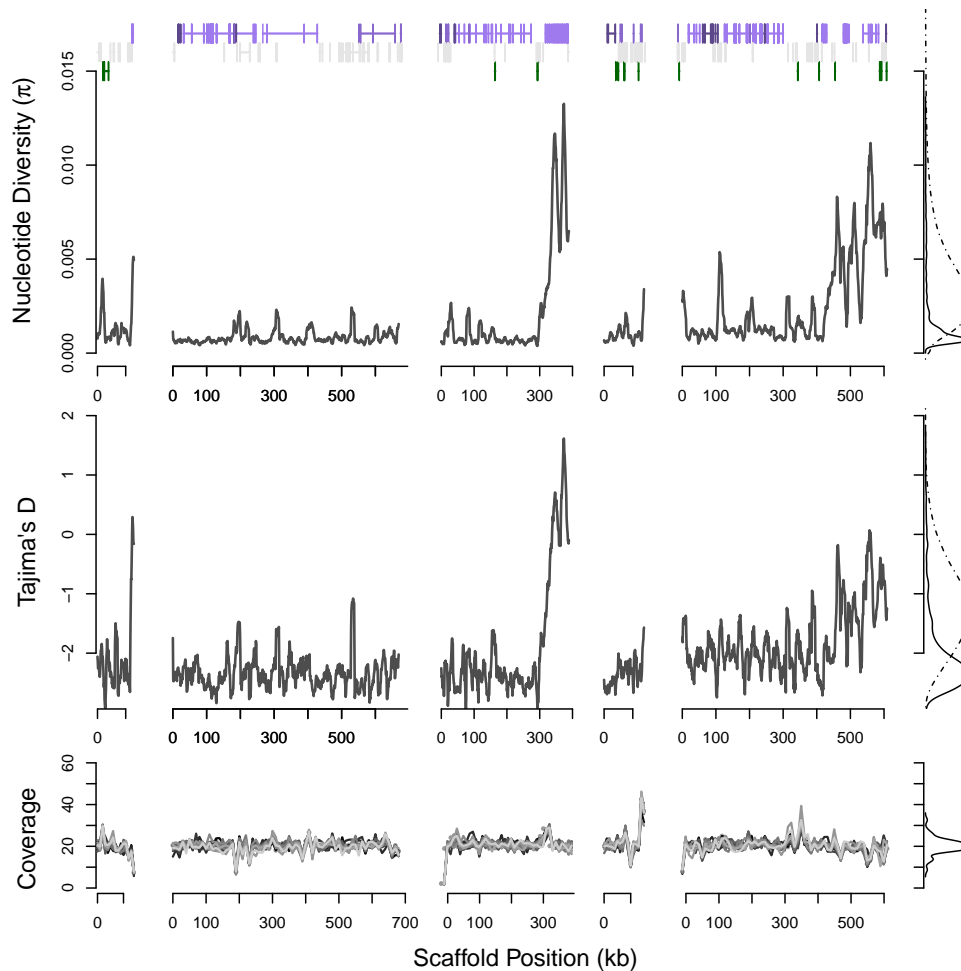 Nucleotide Diversity (π)
0.015
0.010
0.005
0.000
0 0 100 300 500 0 100 300 0 0 100 300 500
Tajima's D
2
1
0
−1
−2
0 0 100 300 500 0 100 300 0 0 100 300 500
Coverage
60
40
20
0
0 0 100 300 500 700 0 100 300 0 0 100 300 500
Scaffold Position (kb)